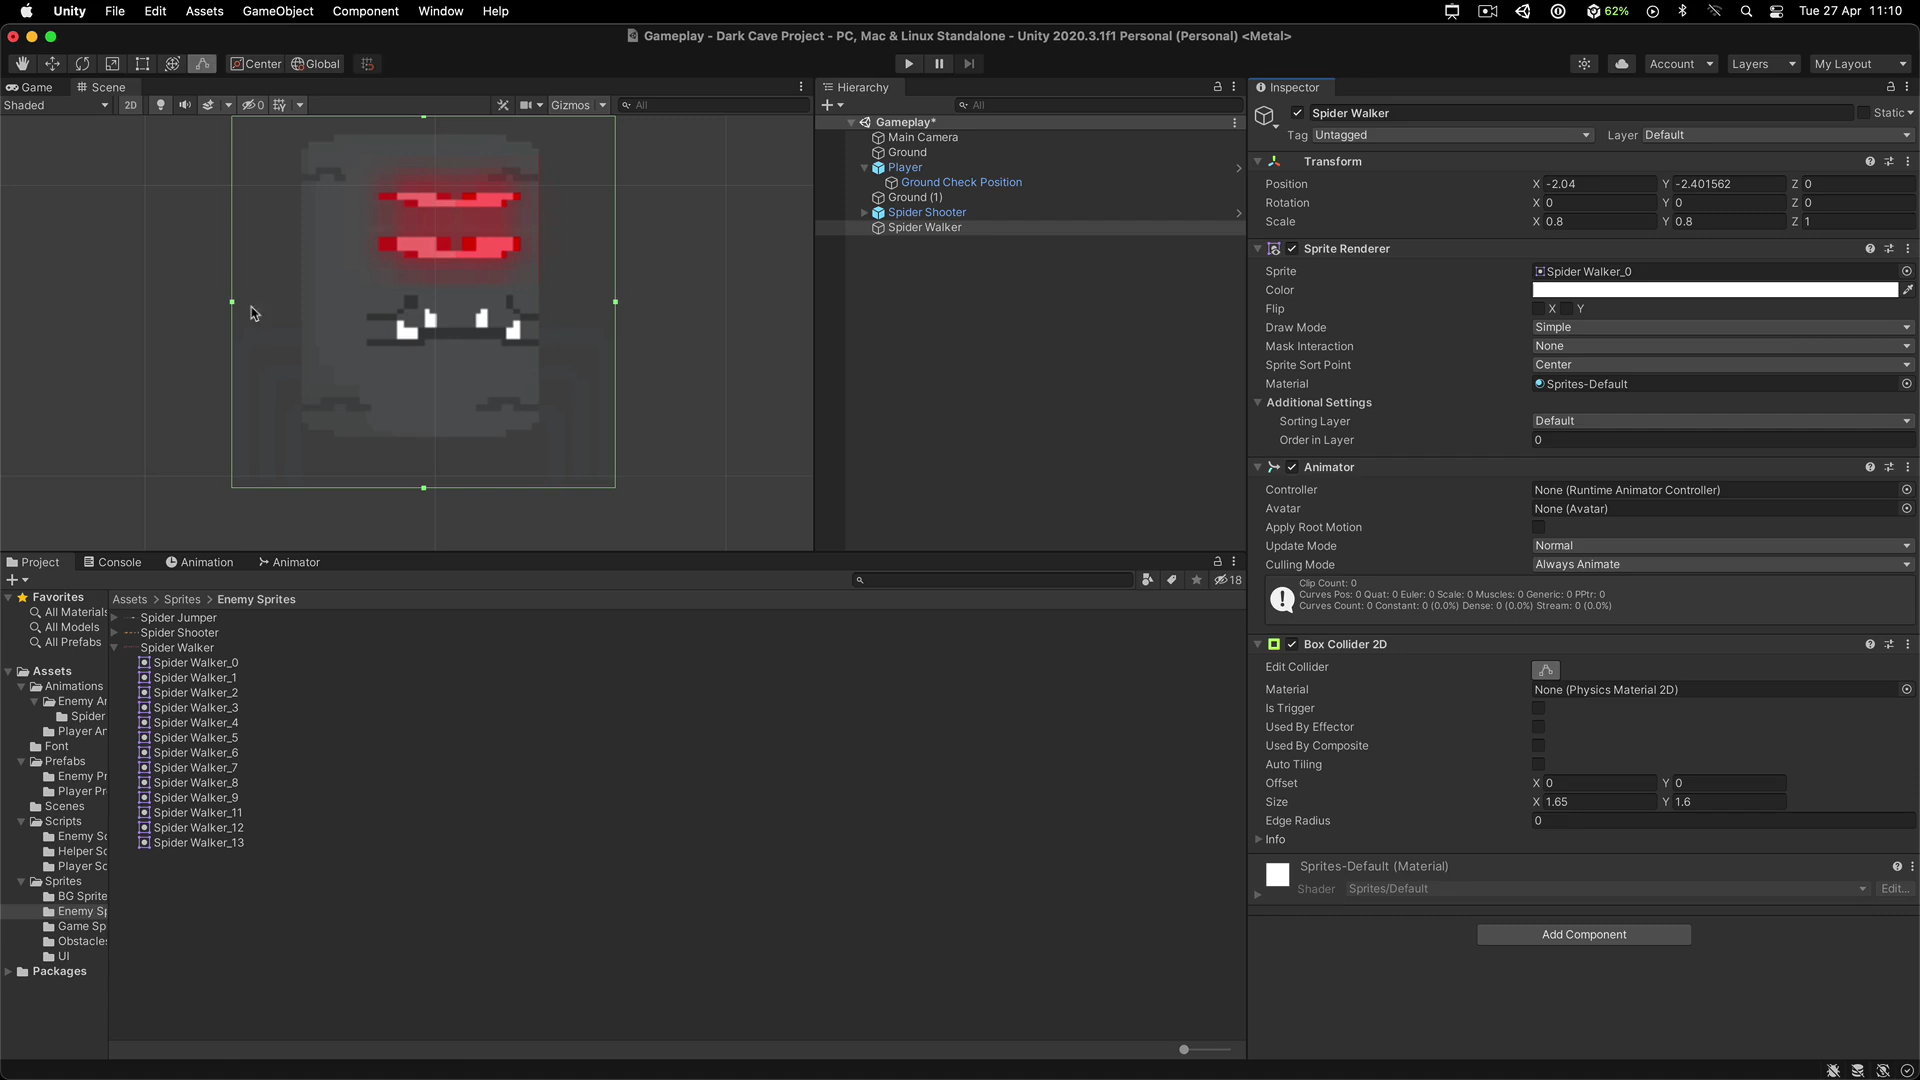 Unity File Edit Assets GameObject Component Window Help 62% Tue 27 Apr 11:10
Gameplay - Dark Cave Project - PC, Mac & Linux Standalone - Unity 2020.3.1f1 Personal (Personal) <Metal>
Center Global Account Layers My Layout
Game Scene
Shaded 2D 0 Gizmos All
Hierarchy
All
Gameplay*
Main Camera
Ground
Player
Ground Check Position
Ground (1)
Spider Shooter
Spider Walker
Inspector
Spider Walker Static
Tag Untagged Layer Default
Transform
Position X -2.04 Y -2.401562 Z 0
Rotation X 0 Y 0 Z 0
Scale X 0.8 Y 0.8 Z 1
Sprite Renderer
Sprite Spider Walker_0
Color
Flip X Y
Draw Mode Simple
Mask Interaction None
Sprite Sort Point Center
Material Sprites-Default
Additional Settings
Sorting Layer Default
Order in Layer 0
Animator
Controller None (Runtime Animator Controller)
Avatar None (Avatar)
Apply Root Motion
Update Mode Normal
Culling Mode Always Animate
Clip Count: 0
Curves Pos: 0 Quat: 0 Euler: 0 Scale: 0 Muscles: 0 Generic: 0 PPtr: 0
Curves Count: 0 Constant: 0 (0.0%) Dense: 0 (0.0%) Stream: 0 (0.0%)
Box Collider 2D
Edit Collider
Material None (Physics Material 2D)
Is Trigger
Used By Effector
Used By Composite
Auto Tiling
Offset X 0 Y 0
Size X 1.65 Y 1.6
Edge Radius 0
Info
Sprites-Default (Material)
Shader Sprites/Default Edit...
Add Component
Project Console Animation Animator
18
Favorites
All Materials
All Models
All Prefabs
Assets
Animations
Enemy Ar
Spider
Player Ar
Font
Prefabs
Enemy Pr
Player Pr
Scenes
Scripts
Enemy Sc
Helper Sc
Player Sc
Sprites
BG Sprite
Enemy Sp
Game Sp
Obstacles
UI
Packages
Assets > Sprites > Enemy Sprites
Spider Jumper
Spider Shooter
Spider Walker
Spider Walker_0
Spider Walker_1
Spider Walker_2
Spider Walker_3
Spider Walker_4
Spider Walker_5
Spider Walker_6
Spider Walker_7
Spider Walker_8
Spider Walker_9
Spider Walker_11
Spider Walker_12
Spider Walker_13